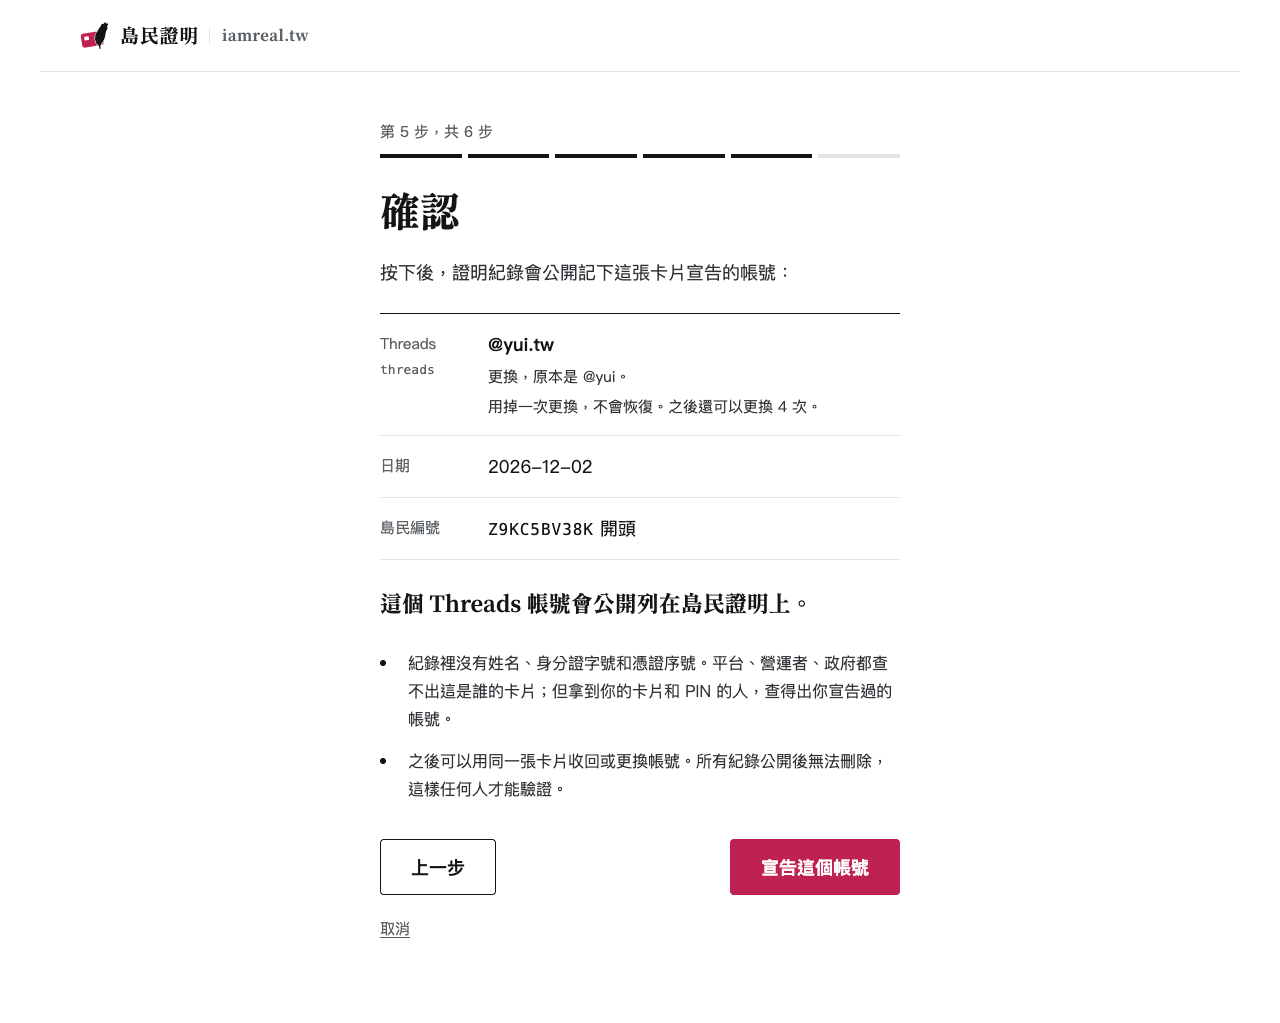 島民證明 iamreal.tw
第 5 步，共 6 步
確認
按下後，證明紀錄會公開記下這張卡片宣告的帳號：
Threads @yui.tw
threads 更換，原本是 @yui。
用掉一次更換，不會恢復。之後還可以更換 4 次。
日期 2026–12–02
島民編號 Z9KC5BV38K 開頭
這個 Threads 帳號會公開列在島民證明上。
• 紀錄裡沒有姓名、身分證字號和憑證序號。平台、營運者、政府都查
不出這是誰的卡片；但拿到你的卡片和 PIN 的人，查得出你宣告過的
帳號。
• 之後可以用同一張卡片收回或更換帳號。所有紀錄公開後無法刪除，
這樣任何人才能驗證。
上一步 宣告這個帳號
取消